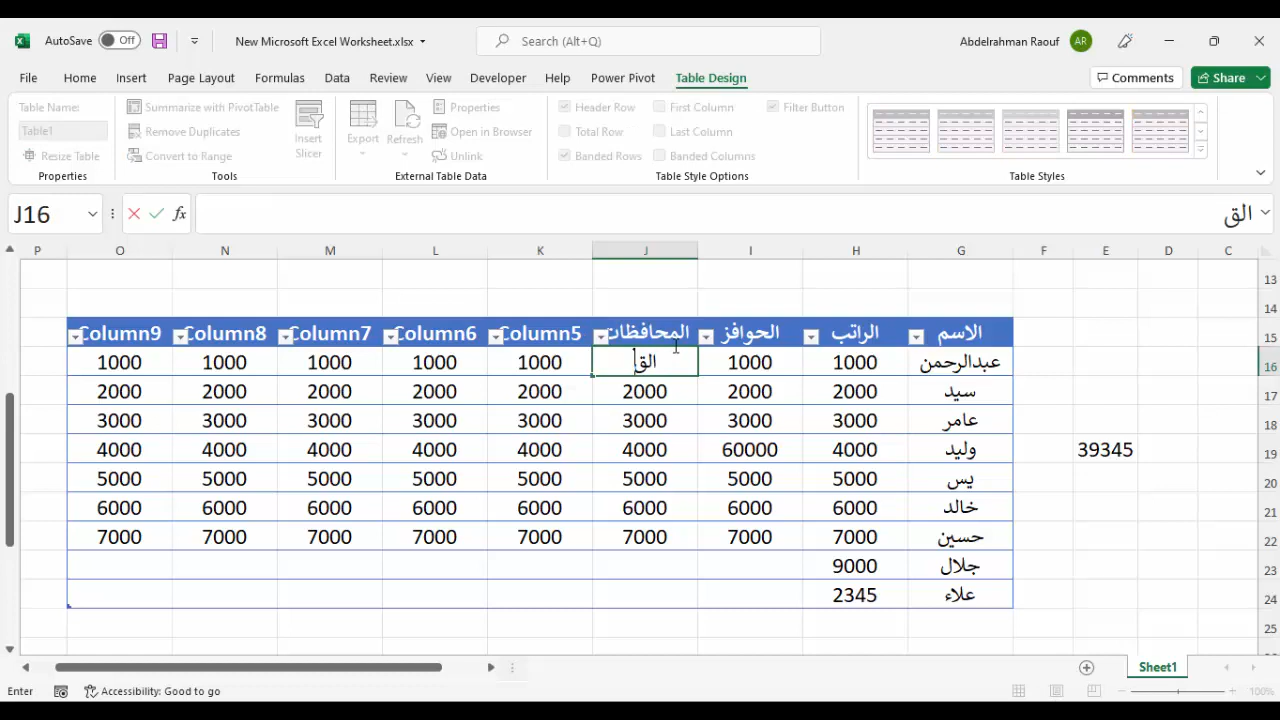 AutoSave Off New Microsoft Excel Worksheet.xlsx Search (Alt+Q) Abdelrahman Raouf AR
File Home Insert Page Layout Formulas Data Review View Developer Help Power Pivot Table Design Comments Share
Table Name:
Table1
Resize Table
Properties
Summarize with PivotTable
Remove Duplicates
Convert to Range
Tools
Insert
Slicer
Export
Refresh
Properties
Open in Browser
Unlink
External Table Data
Header Row
Total Row
Banded Rows
First Column
Last Column
Banded Columns
Filter Button
Table Style Options
Table Styles
J16 fx الق
P O N M L K J I H G F E D C
13
14
Column9 Column8 Column7 Column6 Column5 المحافظات الحوافز الراتب الاسم 15
1000 1000 1000 1000 1000 الق 1000 1000 عبدالرحمن 16
2000 2000 2000 2000 2000 2000 2000 2000 سيد 17
3000 3000 3000 3000 3000 3000 3000 3000 عامر 18
4000 4000 4000 4000 4000 4000 60000 4000 وليد 39345 19
5000 5000 5000 5000 5000 5000 5000 5000 يس 20
6000 6000 6000 6000 6000 6000 6000 6000 خالد 21
7000 7000 7000 7000 7000 7000 7000 7000 حسين 22
9000 جلال 23
2345 علاء 24
25
Sheet1
Enter Accessibility: Good to go 100%